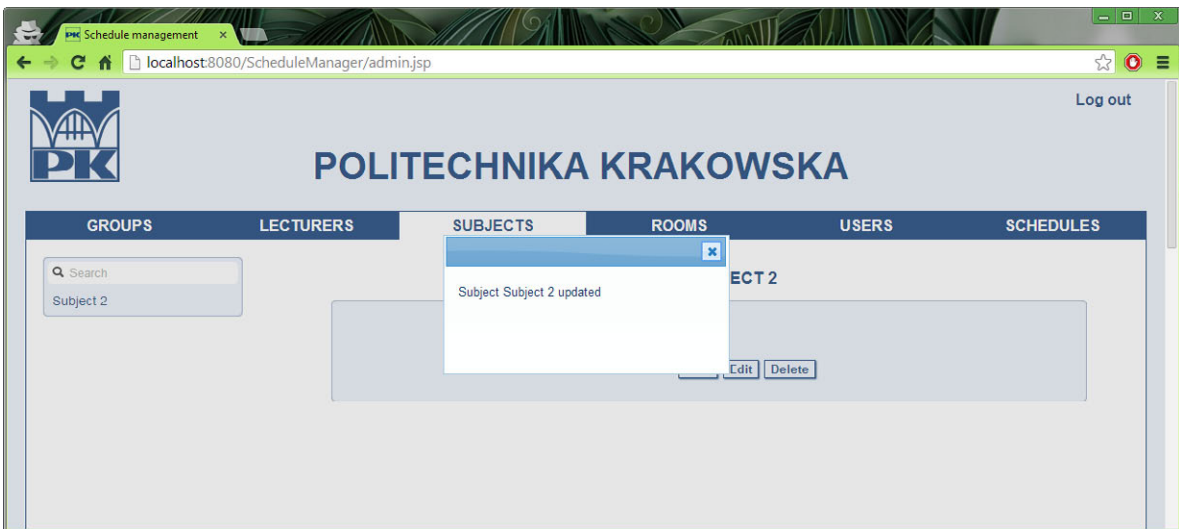 PK Schedule management
localhost:8080/ScheduleManager/admin.jsp
Log out
PK
POLITECHNIKA KRAKOWSKA
GROUPS LECTURERS SUBJECTS ROOMS USERS SCHEDULES
Search
Subject 2
ECT 2
Subject Subject 2 updated
Edit Delete